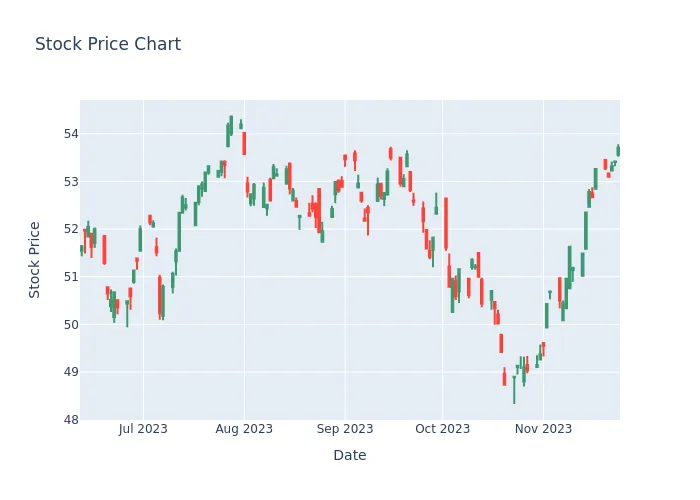 Stock Price Chart
Stock Price
54
53
52
51
50
49
48
Jul 2023
Aug 2023
Sep 2023
Oct 2023
Nov 2023
Date